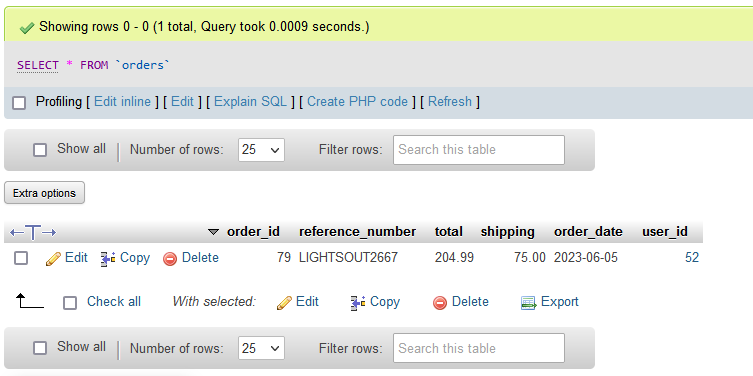 Showing rows 0 - 0 (1 total, Query took 0.0009 seconds.)
SELECT * FROM `orders`
Profiling [ Edit inline ] [ Edit ] [ Explain SQL ] [ Create PHP code ] [ Refresh ]
Show all Number of rows: 25 Filter rows: Search this table
Extra options
order_id reference_number total shipping order_date user_id
Edit Copy Delete 79 LIGHTSOUT2667 204.99 75.00 2023-06-05 52
Check all With selected: Edit Copy Delete Export
Show all Number of rows: 25 Filter rows: Search this table